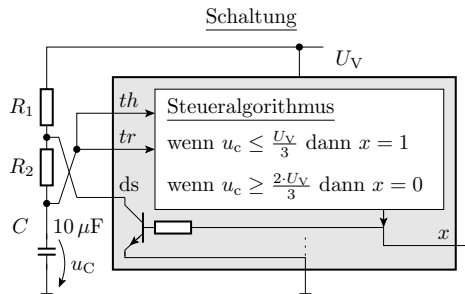 Schaltung
U_V
R_1
th
Steueralgorithmus
tr
wenn u_c ≤ U_V/3 dann x = 1
R_2
ds
wenn u_c ≥ 2·U_V/3 dann x = 0
C 10 µF
x
u_C